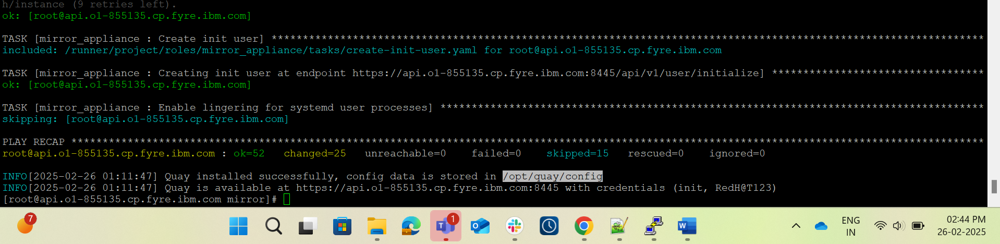 h/instance (9 retries left).
ok: [root@api.o1-855135.cp.fyre.ibm.com]
TASK [mirror_appliance : Create init user] ******************************************************************************************************************
included: /runner/project/roles/mirror_appliance/tasks/create-init-user.yaml for root@api.o1-855135.cp.fyre.ibm.com
TASK [mirror_appliance : Creating init user at endpoint https://api.o1-855135.cp.fyre.ibm.com:8445/api/v1/user/initialize] **********************************
ok: [root@api.o1-855135.cp.fyre.ibm.com]
TASK [mirror_appliance : Enable lingering for systemd user processes] ***************************************************************************************
skipping: [root@api.o1-855135.cp.fyre.ibm.com]
PLAY RECAP **************************************************************************************************************************************************
root@api.o1-855135.cp.fyre.ibm.com : ok=52 changed=25 unreachable=0 failed=0 skipped=15 rescued=0 ignored=0
INFO[2025-02-26 01:11:47] Quay installed successfully, config data is stored in /opt/quay/config
INFO[2025-02-26 01:11:47] Quay is available at https://api.o1-855135.cp.fyre.ibm.com:8445 with credentials (init, RedH@T123)
[root@api.o1-855135.cp.fyre.ibm.com mirror]#
7
T 1
O
W
ENG
IN
02:44 PM
26-02-2025